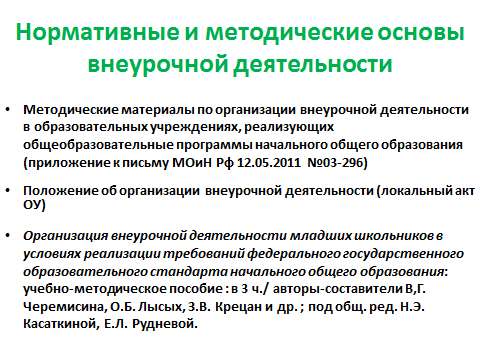 Нормативные и методические основы
внеурочной деятельности
• Методические материалы по организации внеурочной деятельности
в образовательных учреждениях, реализующих
общеобразовательные программы начального общего образования
(приложение к письму МОиН Рф 12.05.2011 №03-296)
• Положение об организации внеурочной деятельности (локальный акт
ОУ)
• Организация внеурочной деятельности младших школьников в
условиях реализации требований федерального государственного
образовательного стандарта начального общего образования:
учебно-методическое пособие : в 3 ч./ авторы-составители В,Г.
Черемисина, О.Б. Лысых, З.В. Крецан и др. ; под общ. ред. Н.Э.
Касаткиной, Е.Л. Рудневой.